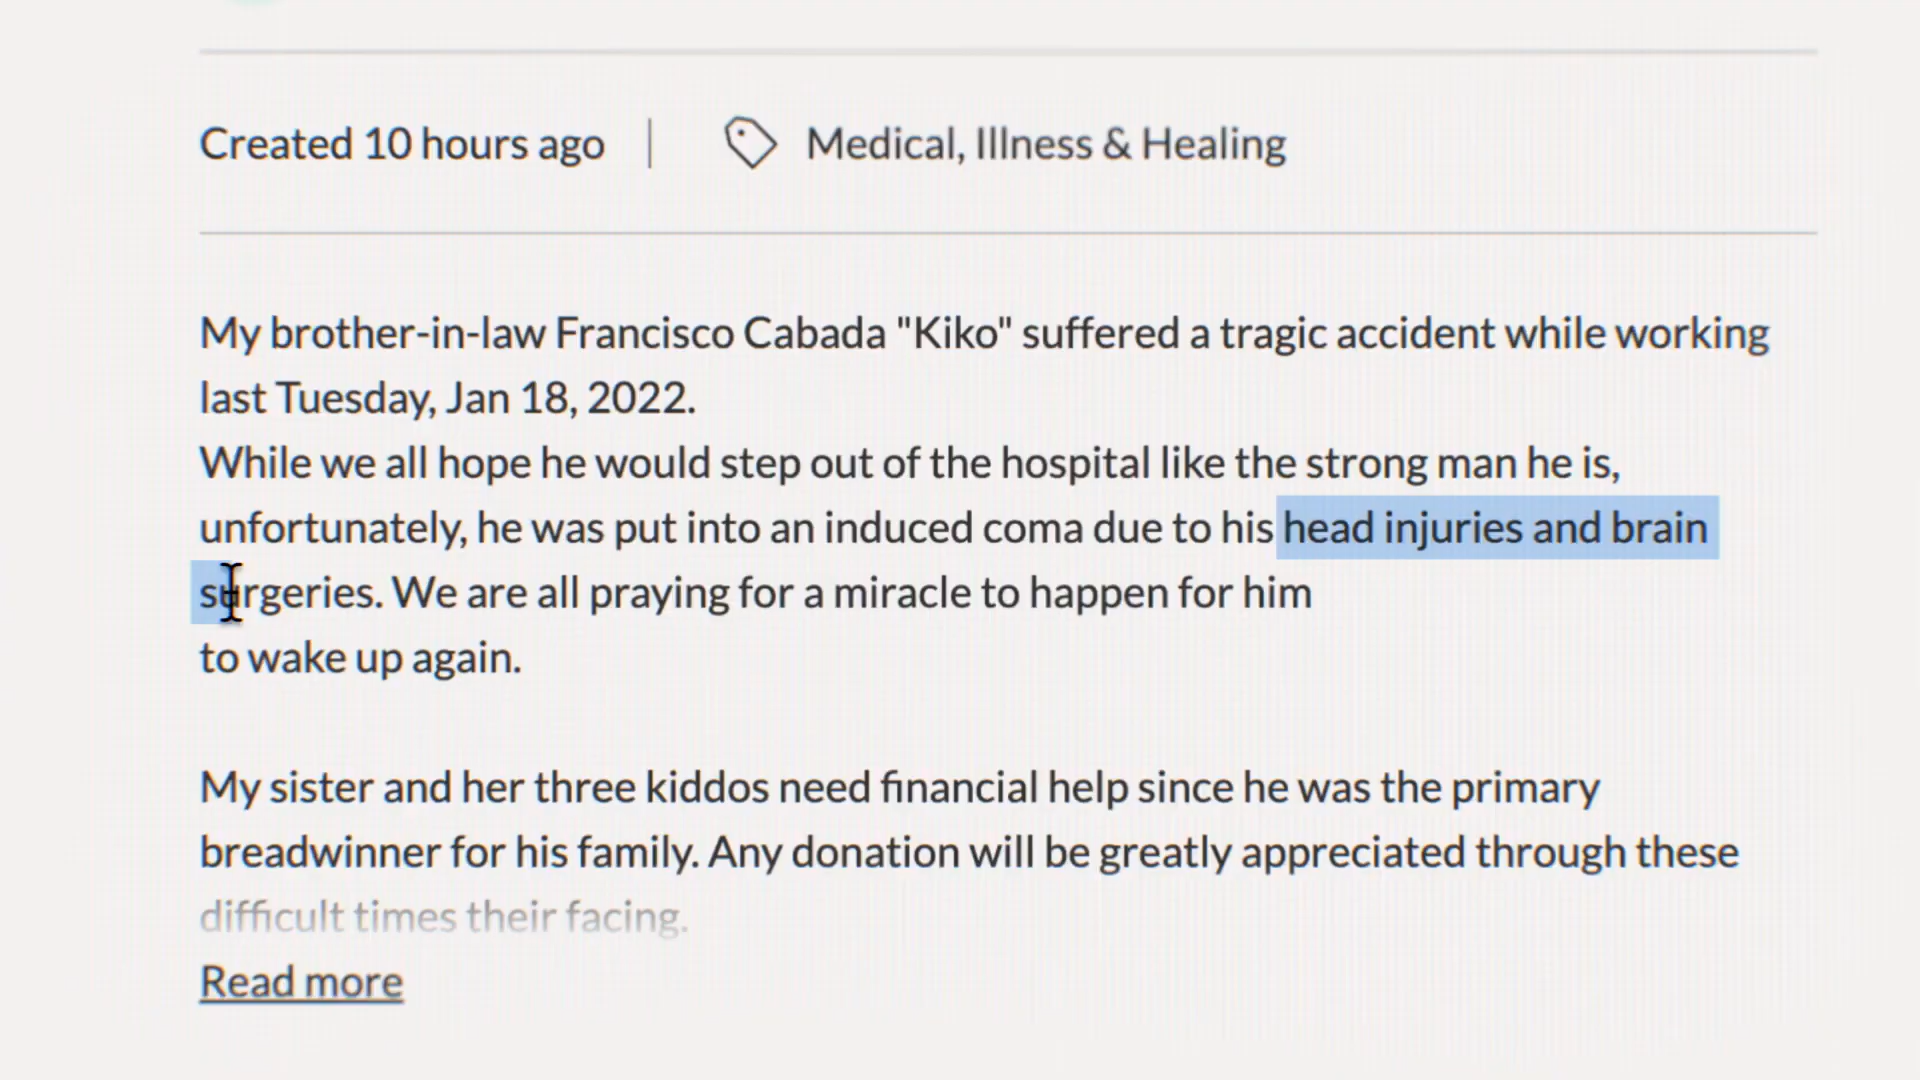 Created 10 hours ago | Medical, Illness & Healing
My brother-in-law Francisco Cabada "Kiko" suffered a tragic accident while working
last Tuesday, Jan 18, 2022.
While we all hope he would step out of the hospital like the strong man he is,
unfortunately, he was put into an induced coma due to his head injuries and brain
surgeries. We are all praying for a miracle to happen for him
to wake up again.
My sister and her three kiddos need financial help since he was the primary
breadwinner for his family. Any donation will be greatly appreciated through these
difficult times their facing.
Read more